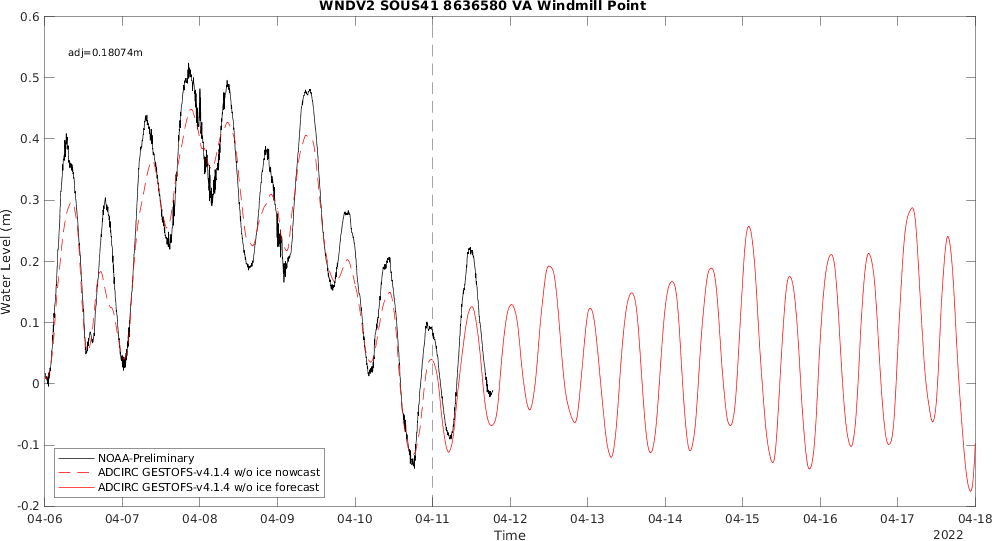 WNDV2 SOUS41 8636580 VA Windmill Point
adj=0.18074m
Water Level (m)
0.6
0.5
0.4
0.3
0.2
0.1
0
-0.1
-0.2
NOAA-Preliminary
ADCIRC GESTOFS-v4.1.4 w/o ice nowcast
ADCIRC GESTOFS-v4.1.4 w/o ice forecast
04-06 04-07 04-08 04-09 04-10 04-11 04-12 04-13 04-14 04-15 04-16 04-17 04-18
Time
2022